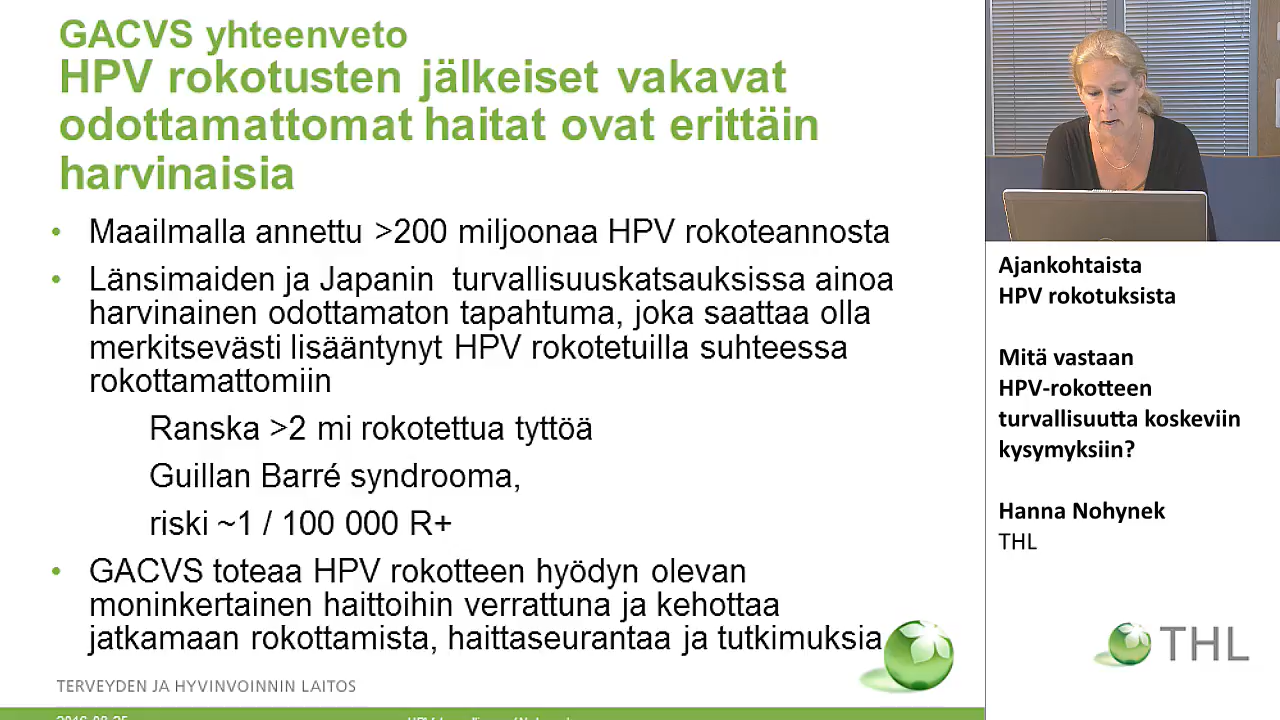 GACVS yhteenveto
HPV rokotusten jälkeiset vakavat
odottamattomat haitat ovat erittäin
harvinaisia
• Maailmalla annettu >200 miljoonaa HPV rokoteannosta
• Länsimaiden ja Japanin turvallisuuskatsauksissa ainoa
harvinainen odottamaton tapahtuma, joka saattaa olla
merkitsevästi lisääntynyt HPV rokotetuilla suhteessa
rokottamattomiin
Ranska >2 mi rokotettua tyttöä
Guillan Barré syndrooma,
riski ~1 / 100 000 R+
• GACVS toteaa HPV rokotteen hyödyn olevan
moninkertainen haittoihin verrattuna ja kehottaa
jatkamaan rokottamista, haittaseurantaa ja tutkimuksia
TERVEYDEN JA HYVINVOINNIN LAITOS
Ajankohtaista
HPV rokotuksista
Mitä vastaan
HPV-rokotteen
turvallisuutta koskeviin
kysymyksiin?
Hanna Nohynek
THL
THL